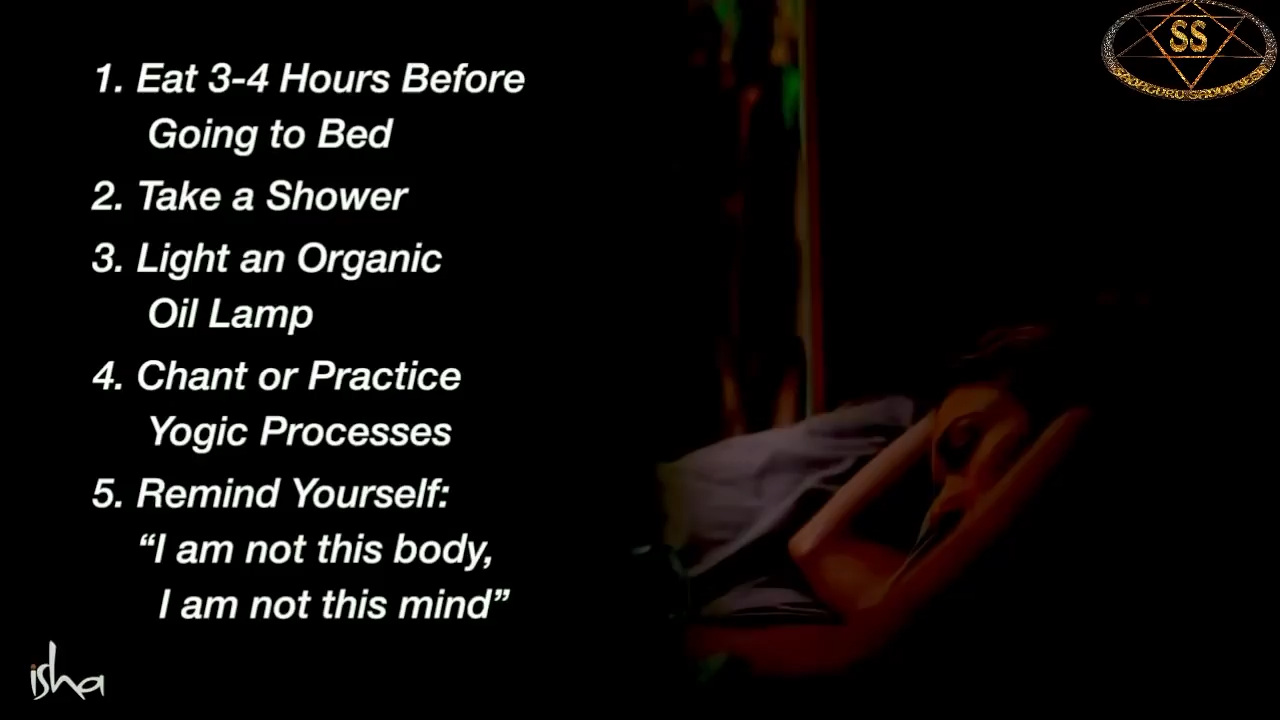 1. Eat 3-4 Hours Before
Going to Bed
2. Take a Shower
3. Light an Organic
Oil Lamp
4. Chant or Practice
Yogic Processes
5. Remind Yourself:
“I am not this body,
I am not this mind”
isha
SS